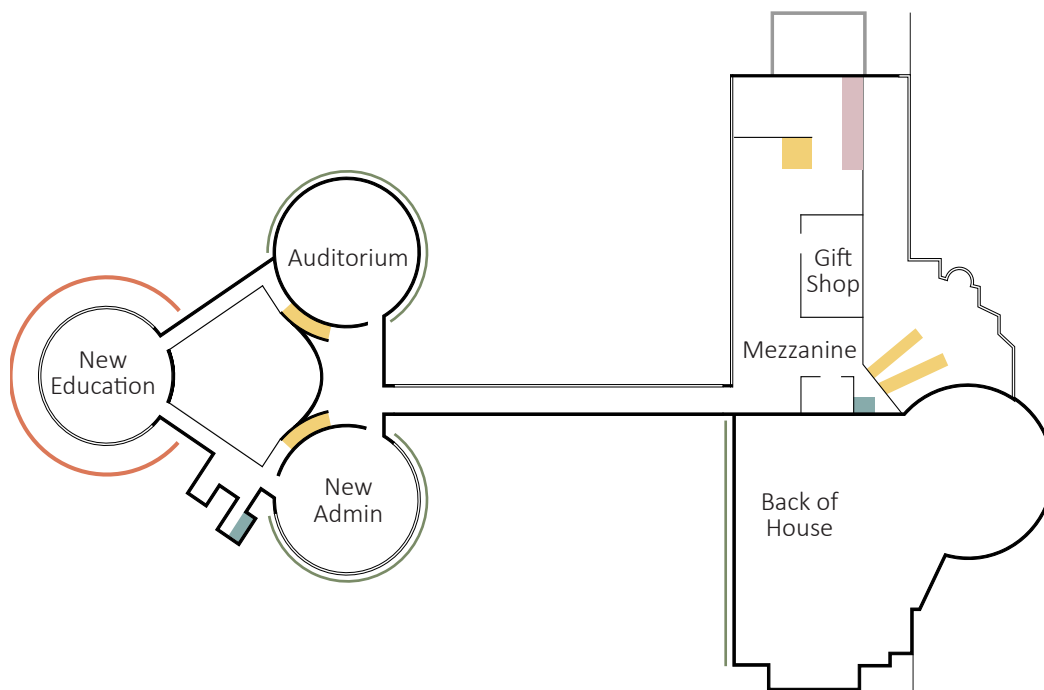 Auditorium
Gift
Shop
New
Education
Mezzanine
New
Admin
Back of
House